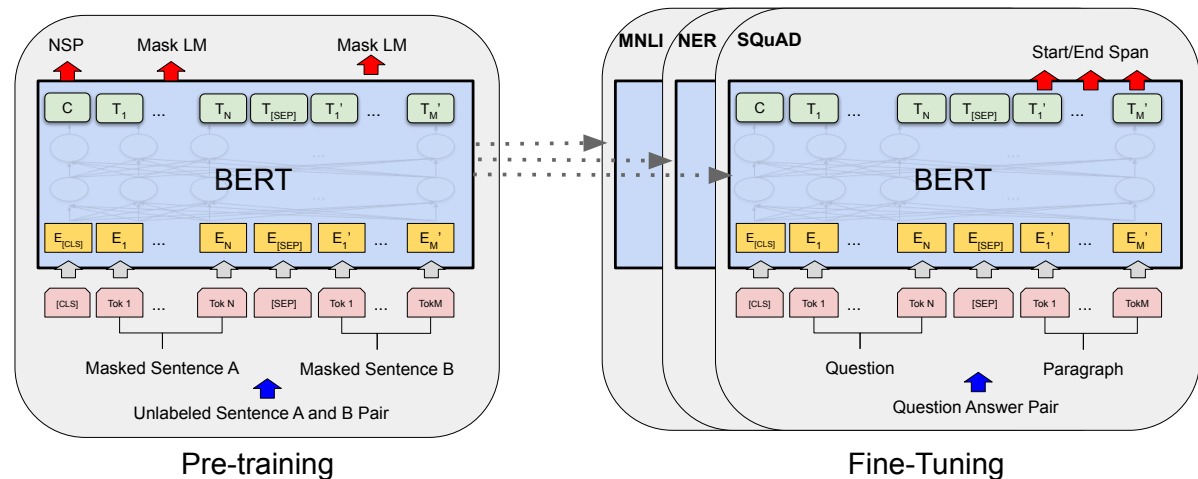 NSP Mask LM Mask LM
C T1 ... TN T[SEP] T1' ... TM'
...
BERT
...
E[CLS] E1 ... EN E[SEP] E1' ... EM'
[CLS] Tok 1 ... Tok N [SEP] Tok 1 ... TokM
Masked Sentence A Masked Sentence B
Unlabeled Sentence A and B Pair
Pre-training
MNLI NER SQuAD
Start/End Span
C T1 ... TN T[SEP] T1' ... TM'
...
BERT
...
E[CLS] E1 ... EN E[SEP] E1' ... EM'
[CLS] Tok 1 ... Tok N [SEP] Tok 1 ... TokM
Question Paragraph
Question Answer Pair
Fine-Tuning